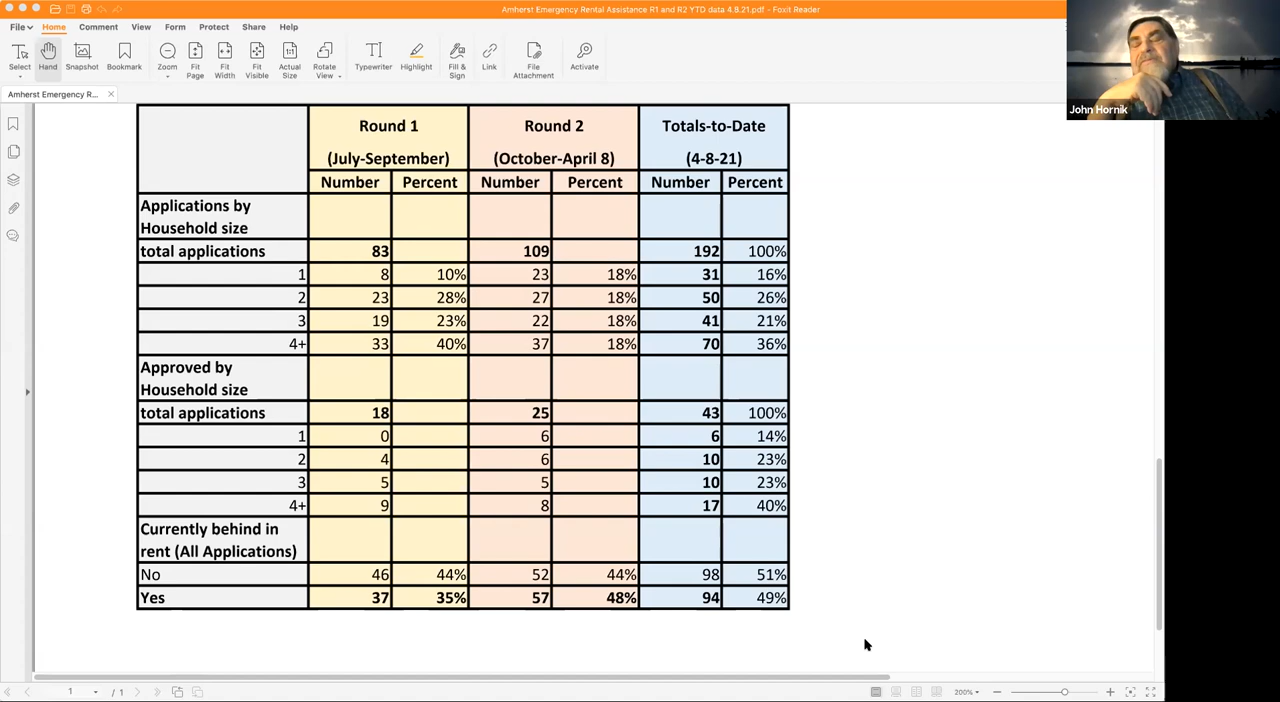 Amherst Emergency Rental Assistance R1 and R2 YTD data 4.8.21.pdf - Foxit Reader
File Home Comment View Form Protect Share Help
Select Hand Snapshot Bookmark Zoom Fit Page Fit Width Fit Visible Actual Size Rotate View Typewriter Highlight Fill & Sign Link File Attachment Activate
Amherst Emergency R...
John Hornik
Round 1 Round 2 Totals-to-Date
(July-September) (October-April 8) (4-8-21)
Number Percent Number Percent Number Percent
Applications by
Household size
total applications 83 109 192 100%
1 8 10% 23 18% 31 16%
2 23 28% 27 18% 50 26%
3 19 23% 22 18% 41 21%
4+ 33 40% 37 18% 70 36%
Approved by
Household size
total applications 18 25 43 100%
1 0 6 6 14%
2 4 6 10 23%
3 5 5 10 23%
4+ 9 8 17 40%
Currently behind in
rent (All Applications)
No 46 44% 52 44% 98 51%
Yes 37 35% 57 48% 94 49%
1 / 1 200%